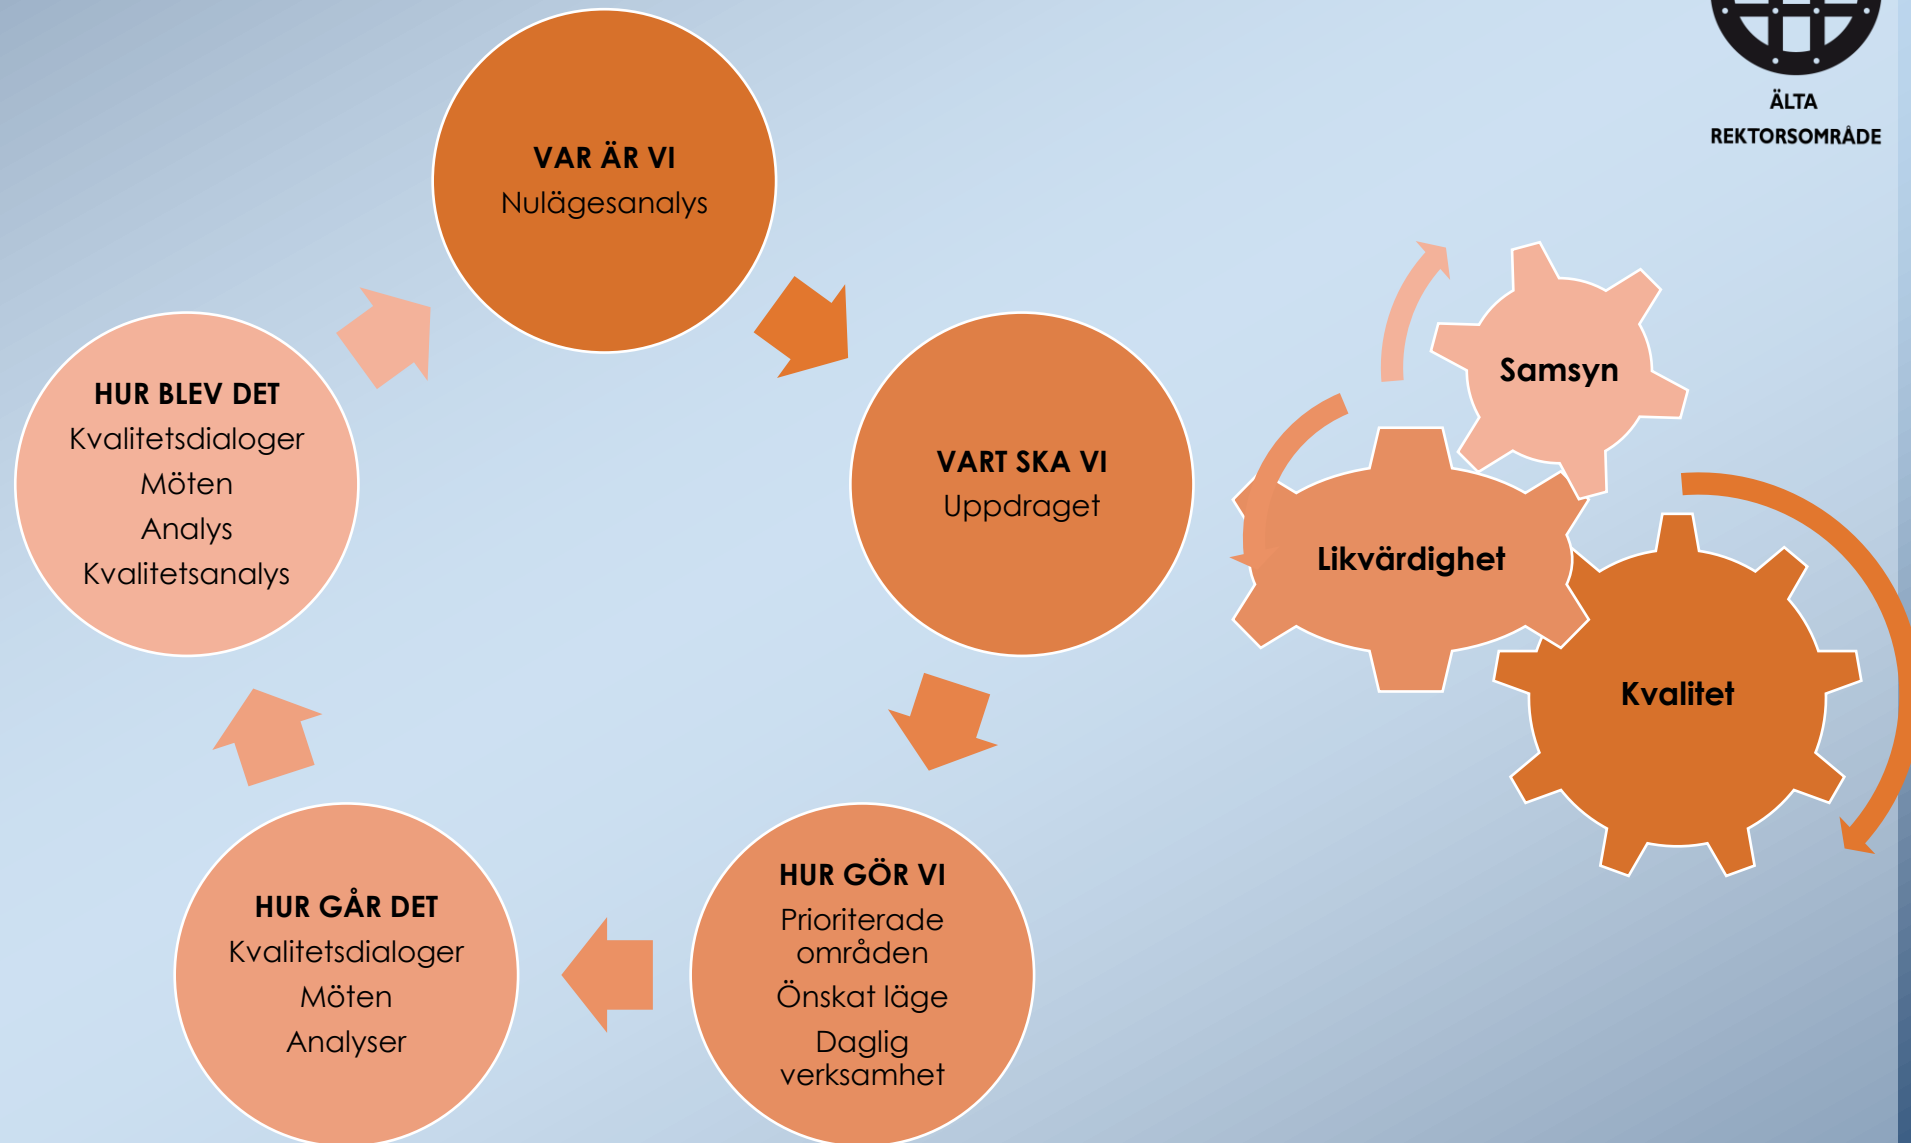 VAR ÄR VI
Nulägesanalys
VART SKA VI
Uppdraget
HUR GÖR VI
Prioriterade
områden
Önskat läge
Daglig
verksamhet
HUR GÅR DET
Kvalitetsdialoger
Möten
Analyser
HUR BLEV DET
Kvalitetsdialoger
Möten
Analys
Kvalitetsanalys
ÄLTA
REKTORSOMRÅDE
Samsyn
Likvärdighet
Kvalitet